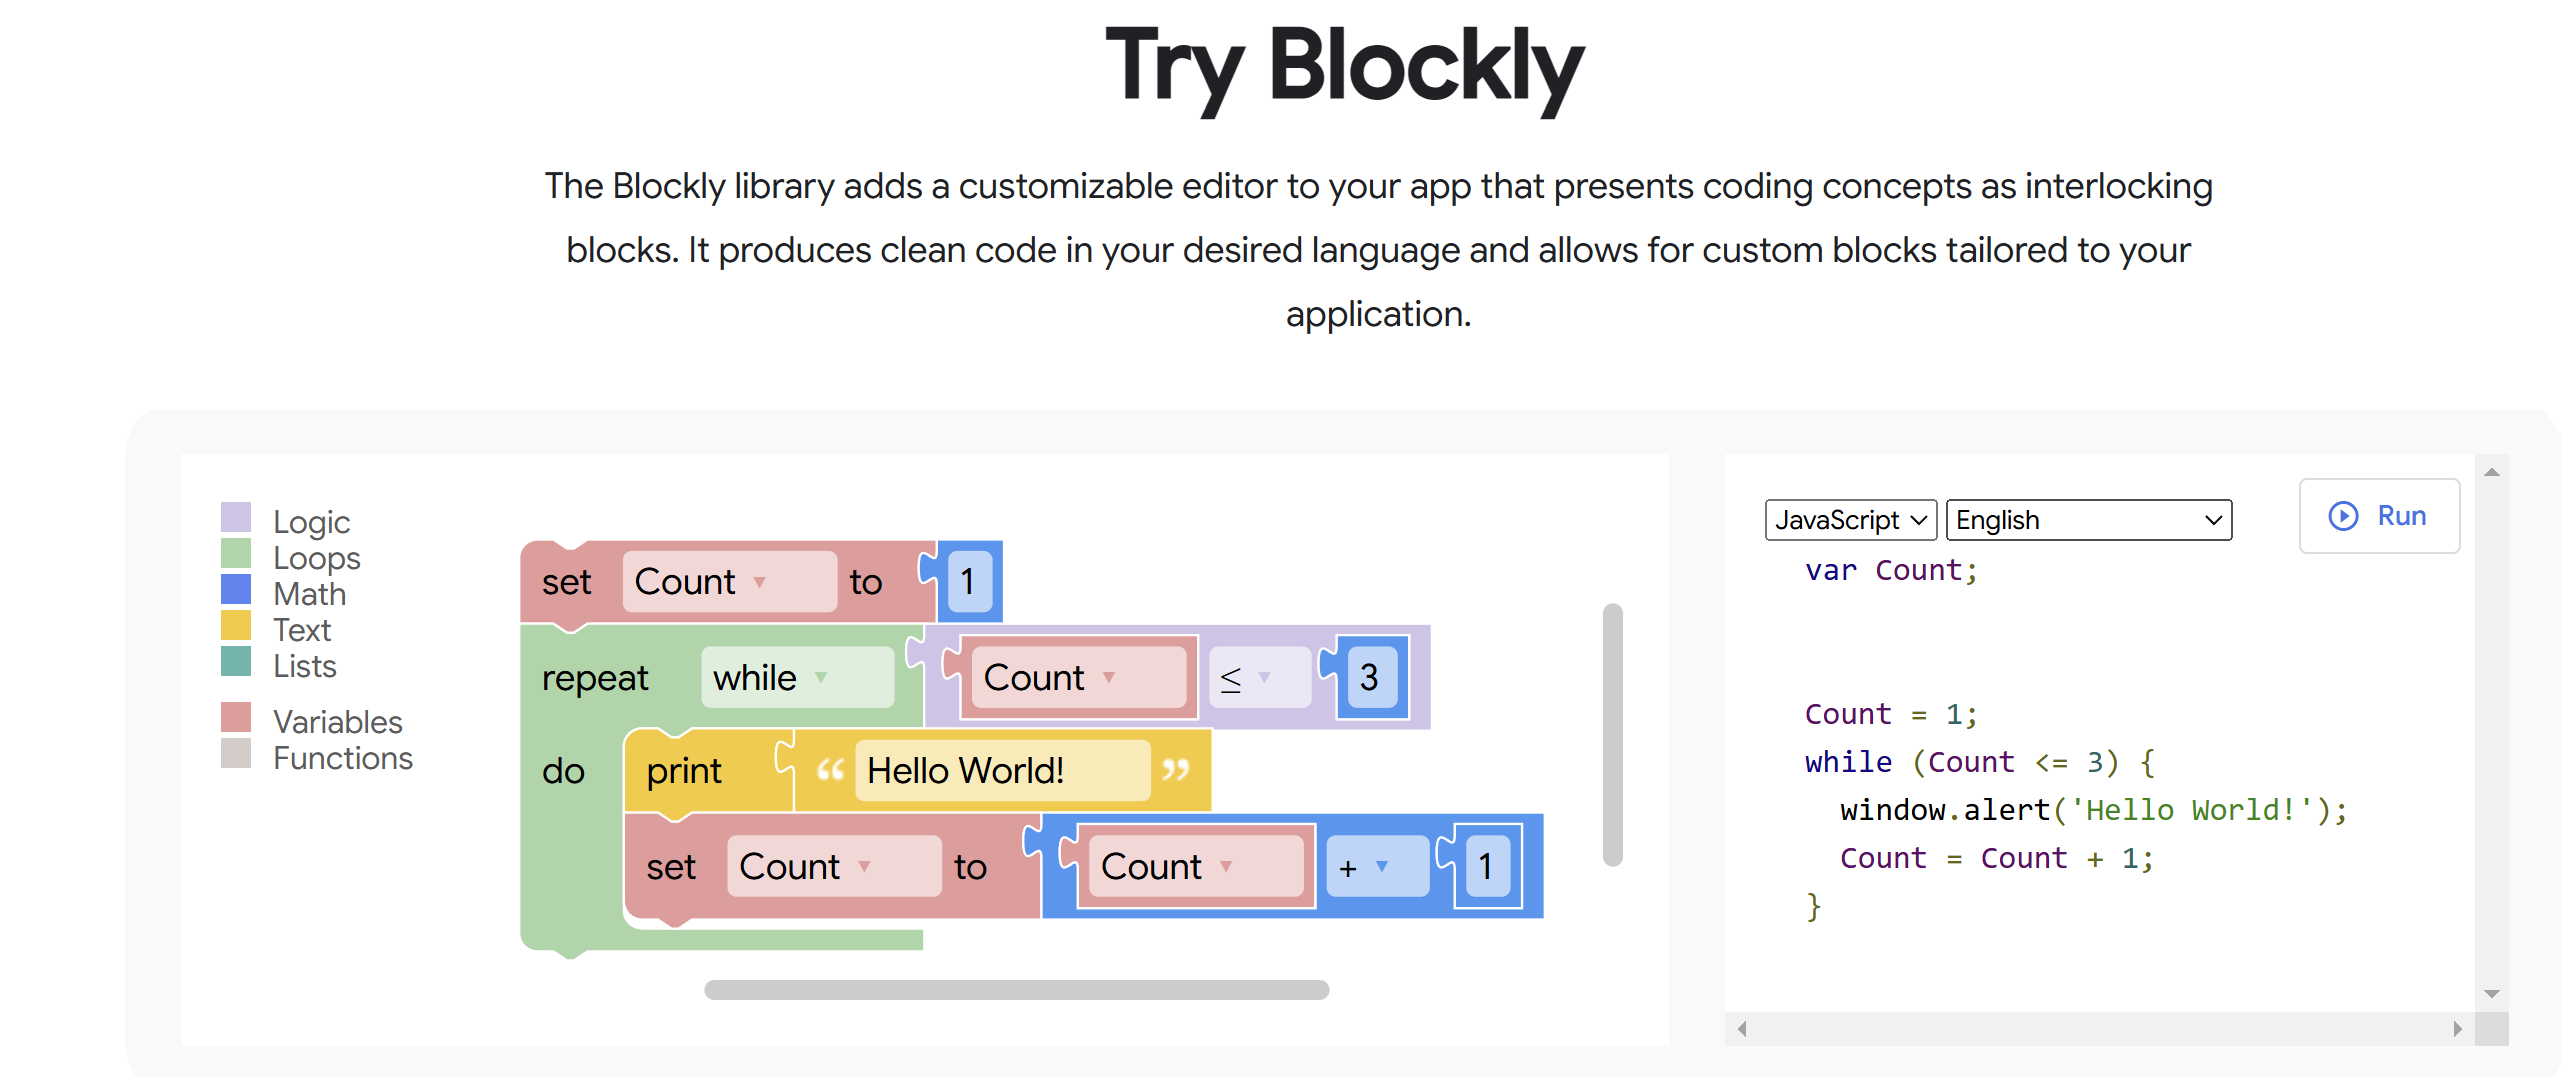 Try Blockly
The Blockly library adds a customizable editor to your app that presents coding concepts as interlocking
blocks. It produces clean code in your desired language and allows for custom blocks tailored to your
application.
Logic
Loops
Math
Text
Lists
Variables
Functions
set Count to 1
repeat while Count ≤ 3
do print “ Hello World! ”
set Count to Count + 1
JavaScript English Run
var Count;
Count = 1;
while (Count <= 3) {
  window.alert('Hello World!');
  Count = Count + 1;
}